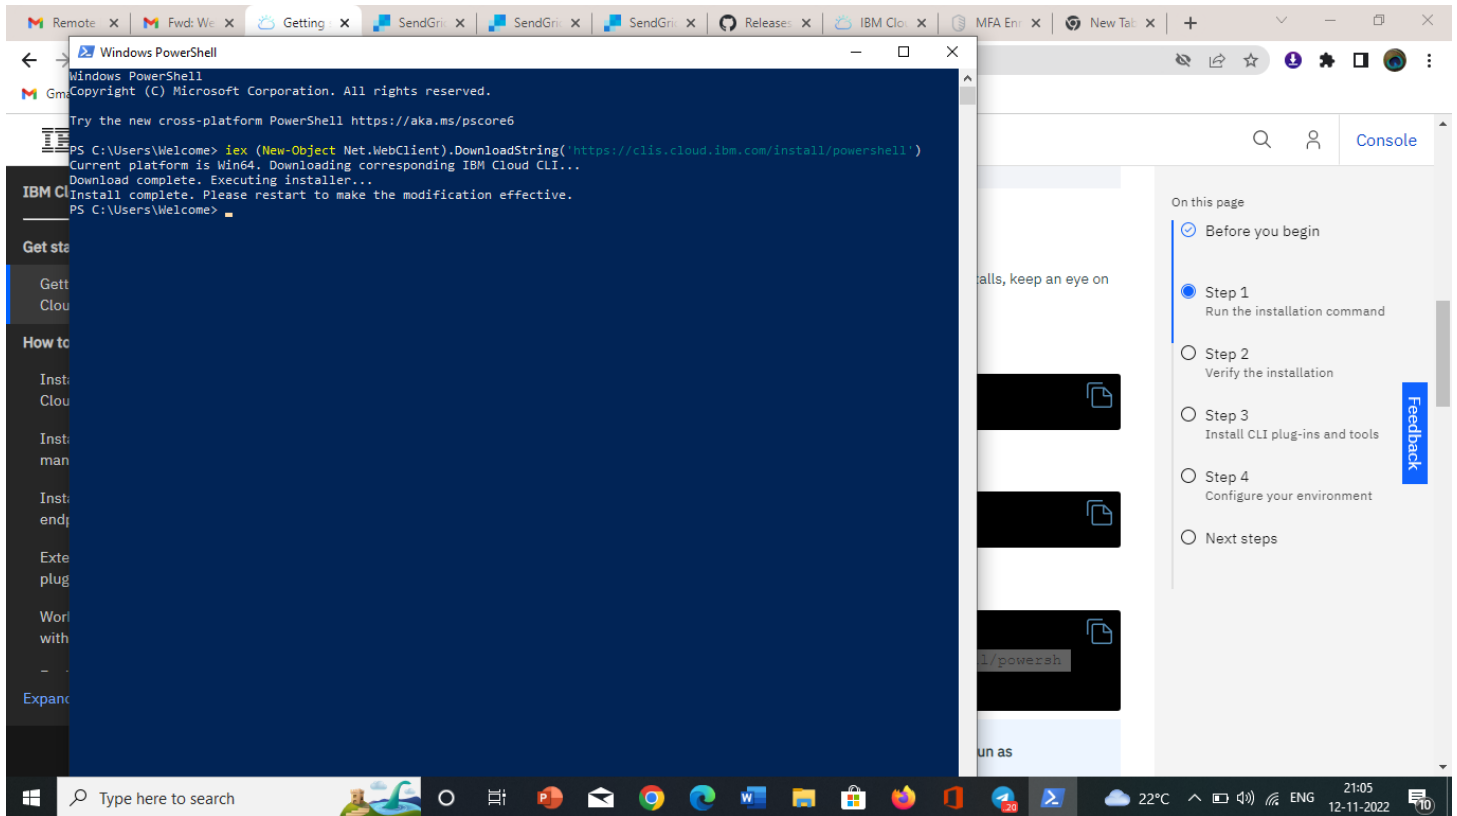 Remote
Fwd: We
Getting
SendGri
SendGri
SendGri
Releases
IBM Clou
MFA Enr
New Tab
Windows PowerShell
Gma
Windows PowerShell
Copyright (C) Microsoft Corporation. All rights reserved.
Try the new cross-platform PowerShell https://aka.ms/pscore6
PS C:\Users\Welcome> iex (New-Object Net.WebClient).DownloadString('https://clis.cloud.ibm.com/install/powershell')
Current platform is Win64. Downloading corresponding IBM Cloud CLI...
Download complete. Executing installer...
Install complete. Please restart to make the modification effective.
PS C:\Users\Welcome>
Console
IBM Cl
Get sta
Gett
Clou
How to
Insta
Clou
Insta
man
Insta
endp
Exte
plug
Worl
with
Expand
alls, keep an eye on
l/powersh
un as
On this page
Before you begin
Step 1
Run the installation command
Step 2
Verify the installation
Step 3
Install CLI plug-ins and tools
Step 4
Configure your environment
Next steps
Feedback
Type here to search
20
22°C
ENG
21:05
12-11-2022
10